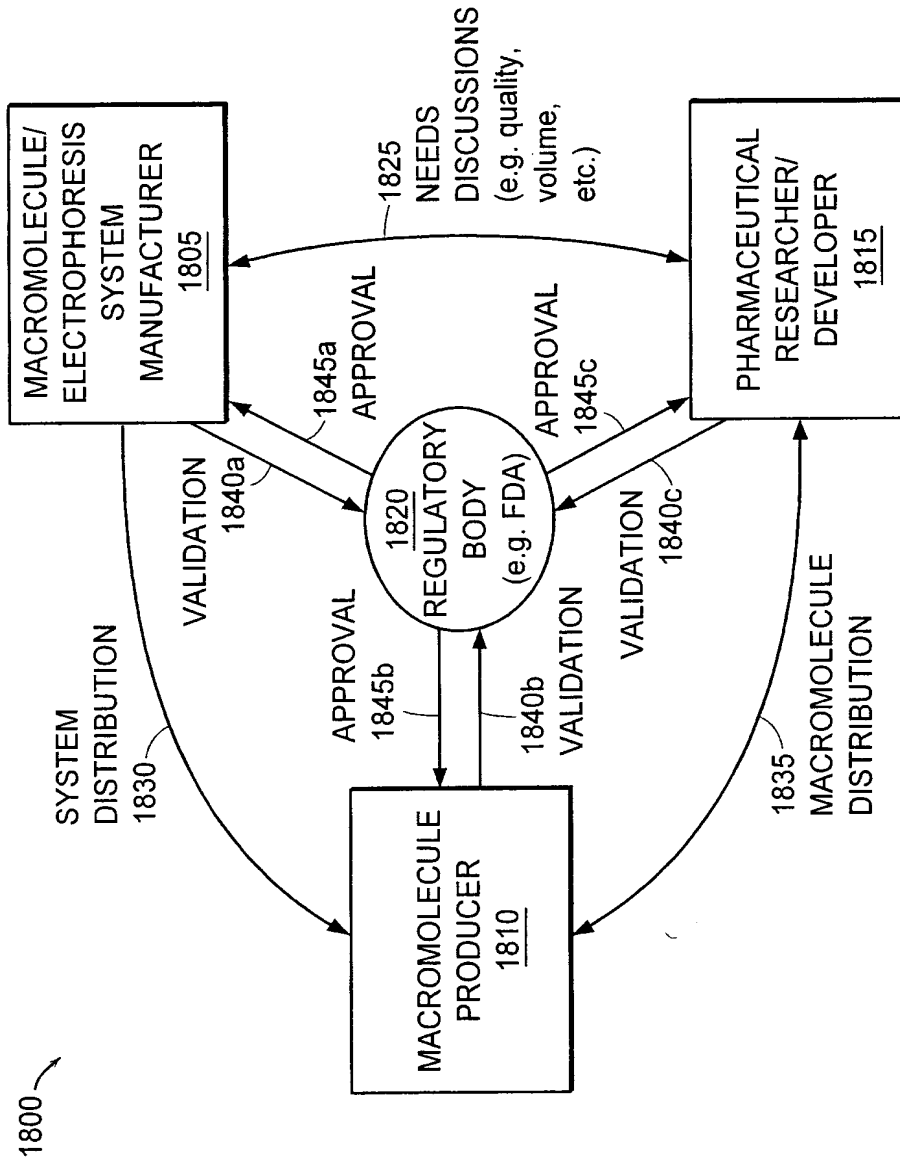 1800
MACROMOLECULE/
ELECTROPHORESIS
SYSTEM
MANUFACTURER
1805
SYSTEM
DISTRIBUTION
1830
VALIDATION
1840a
1845a
APPROVAL
1825
NEEDS
DISCUSSIONS
(e.g. quality,
volume,
etc.)
MACROMOLECULE
PRODUCER
1810
APPROVAL
1845b
1840b
VALIDATION
1820
REGULATORY
BODY
(e.g. FDA)
APPROVAL
1845c
VALIDATION
1840c
1835
MACROMOLECULE
DISTRIBUTION
PHARMACEUTICAL
RESEARCHER/
DEVELOPER
1815